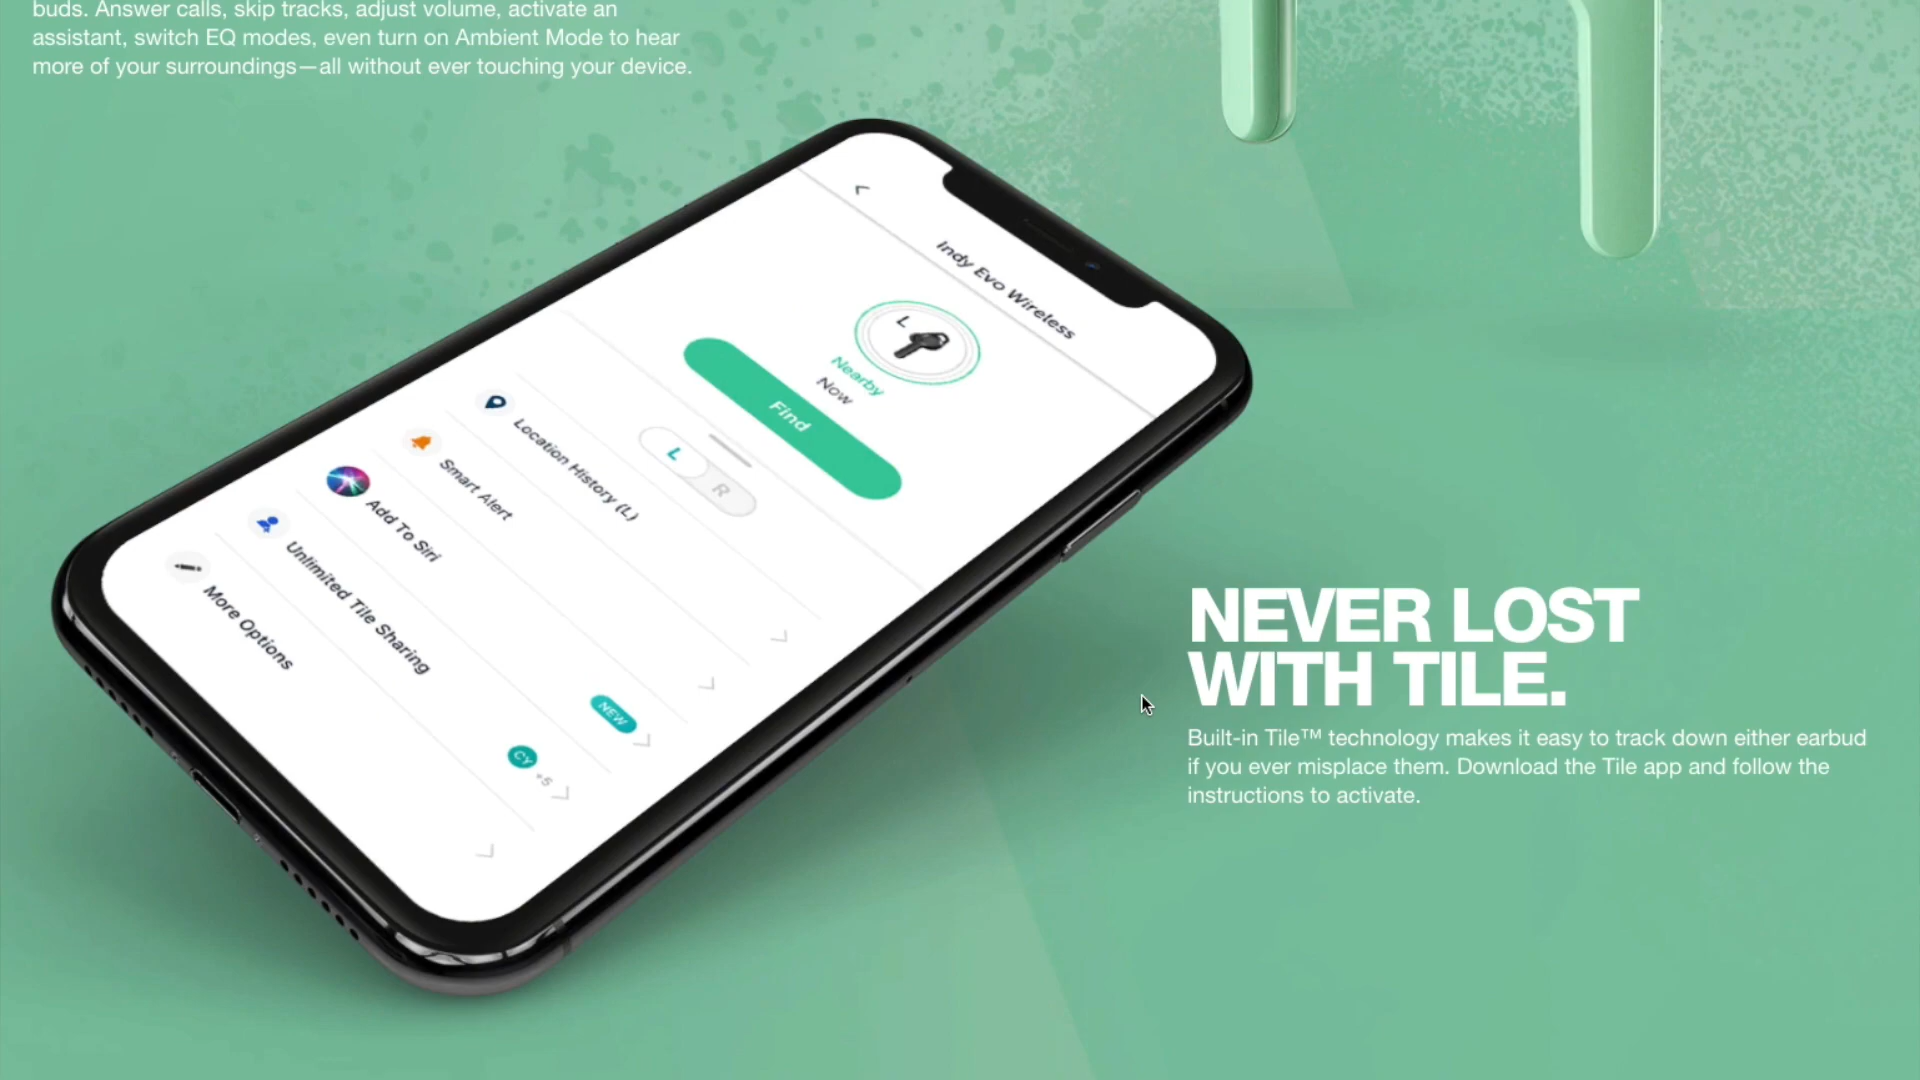 buds. Answer calls, skip tracks, adjust volume, activate an
assistant, switch EQ modes, even turn on Ambient Mode to hear
more of your surroundings—all without ever touching your device.
Indy Evo Wireless
L
Nearby
Now
Find
L
R
Location History (L)
Smart Alert
Add To Siri
NEW
Unlimited Tile Sharing
CY
+5
More Options
NEVER LOST
WITH TILE.
Built-in Tile™ technology makes it easy to track down either earbud
if you ever misplace them. Download the Tile app and follow the
instructions to activate.